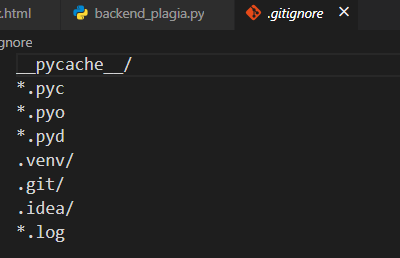 .html backend_plagia.py .gitignore
gnore
__pycache__/
*.pyc
*.pyo
*.pyd
.venv/
.git/
.idea/
*.log